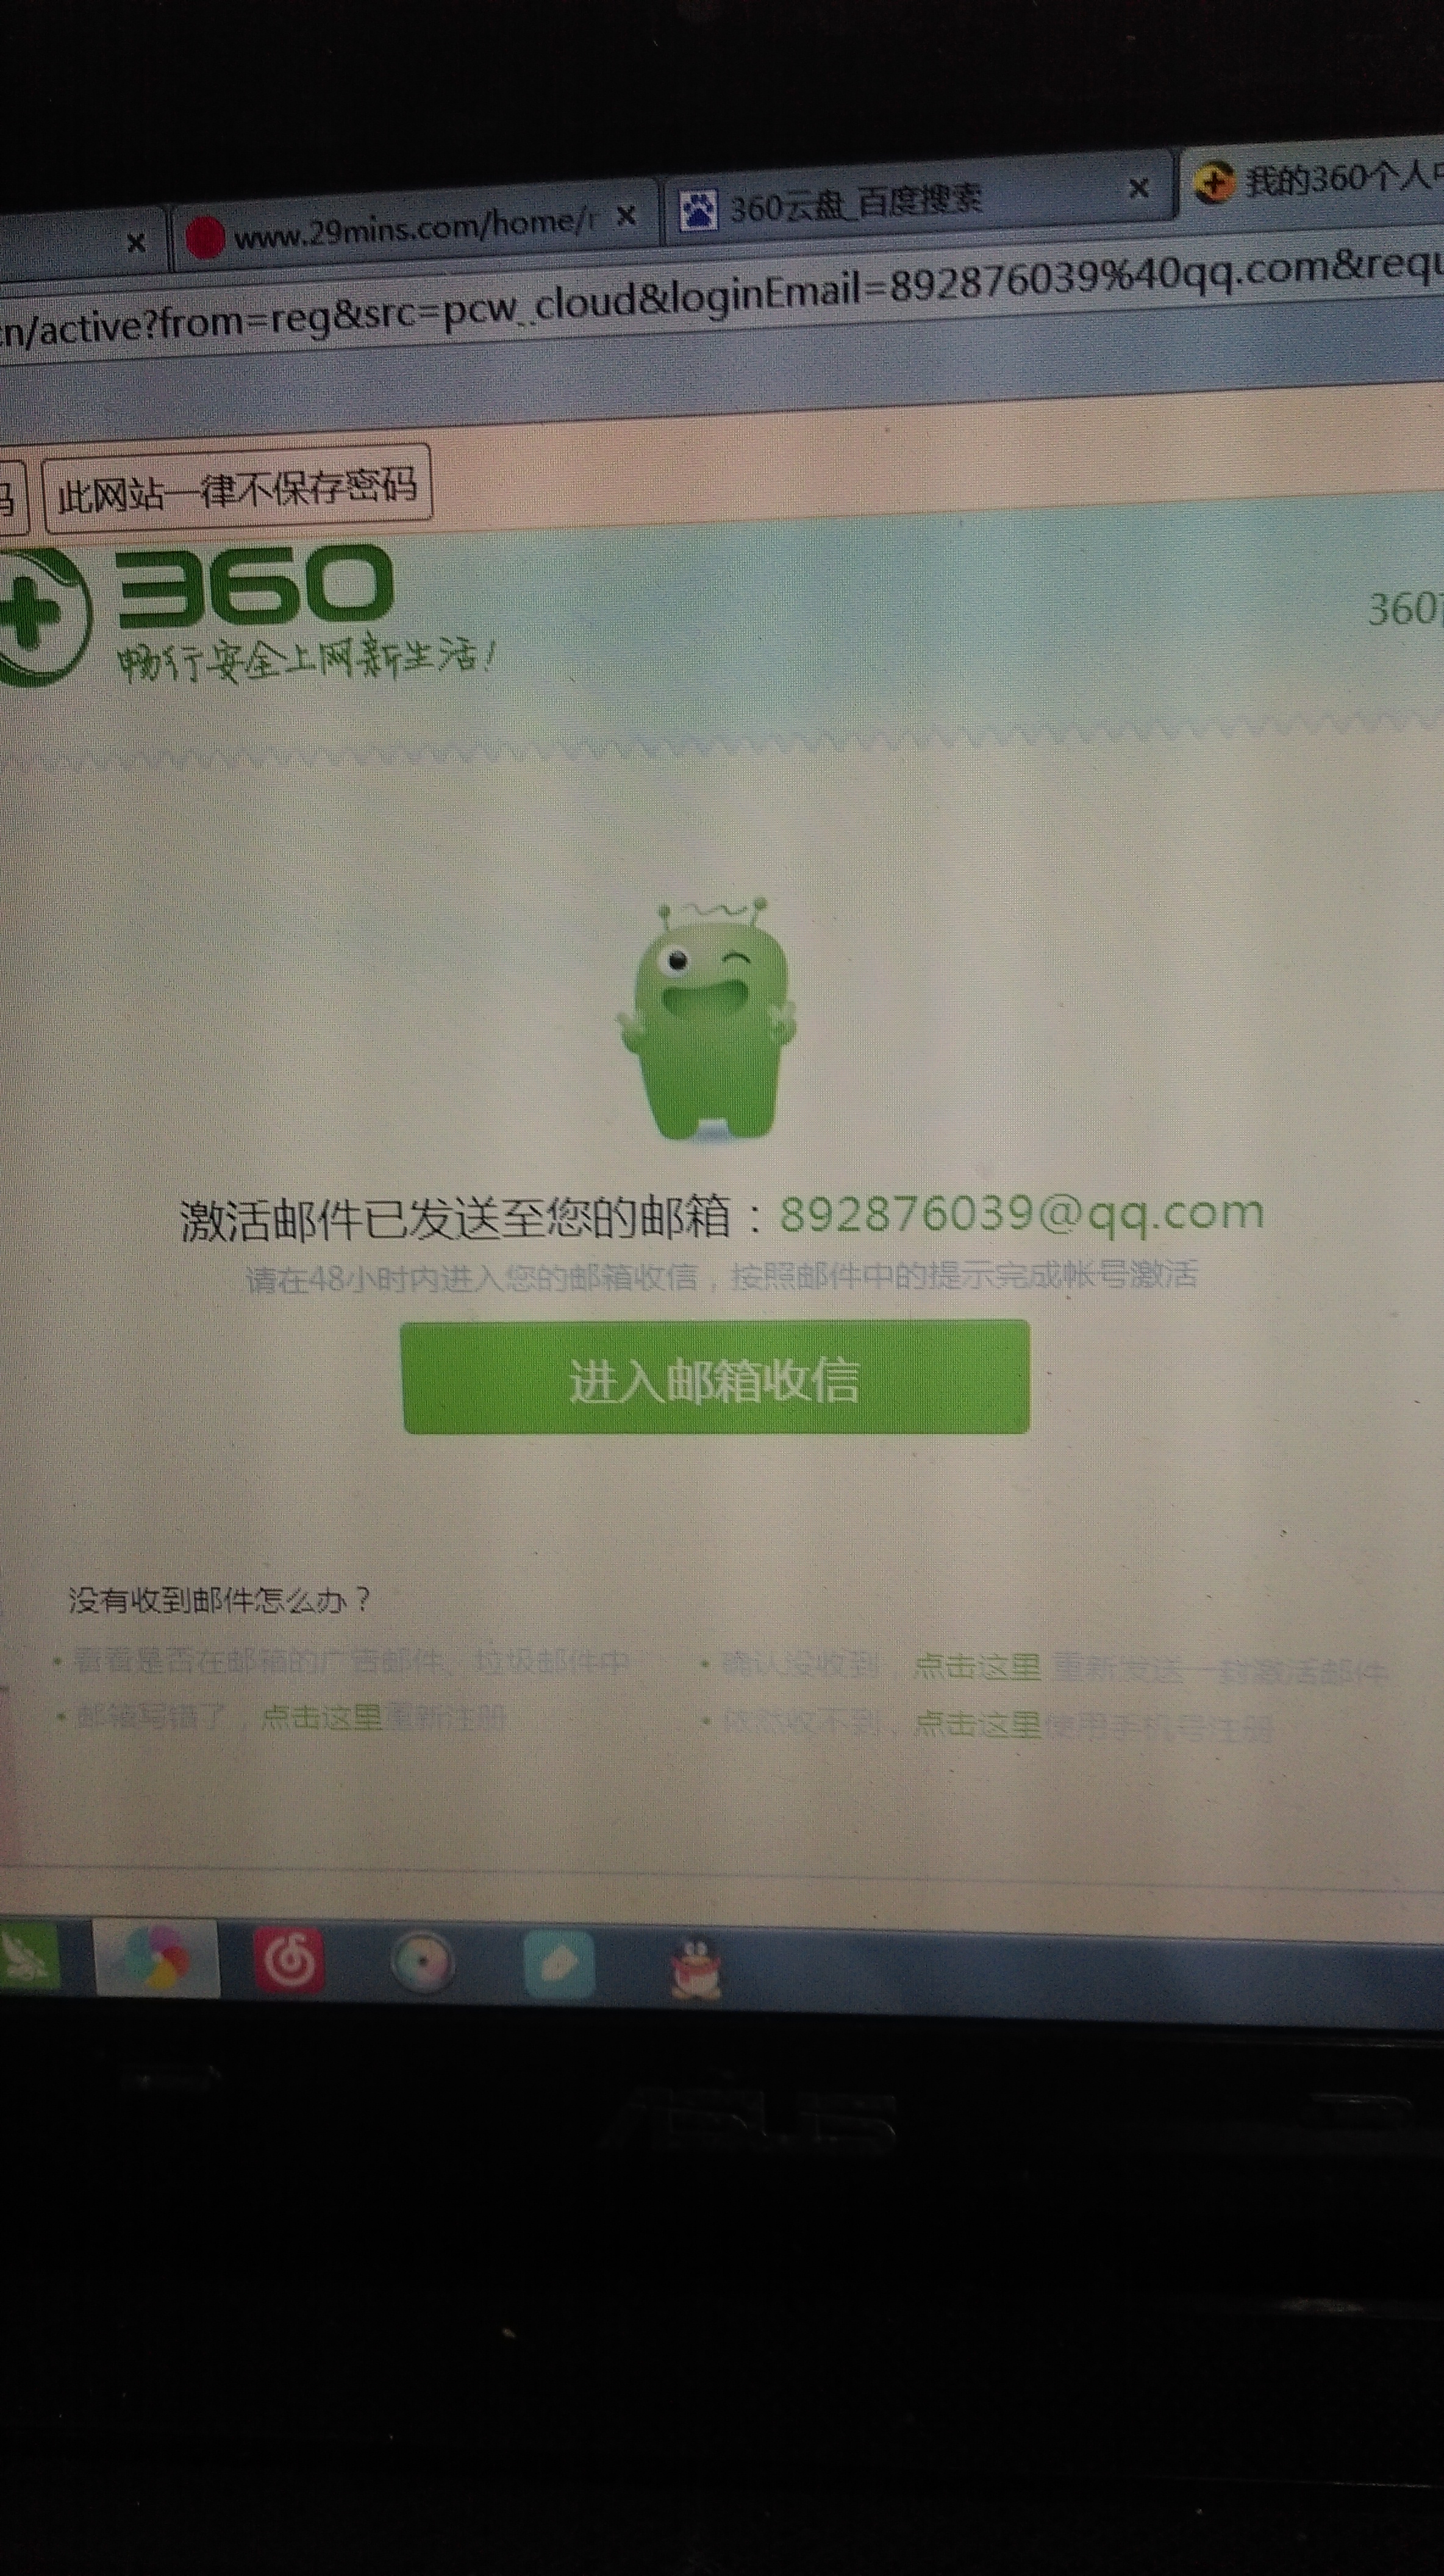 www.29mins.com/home/r
360云盘_百度搜索
我的360个人中
cn/active?from=reg&src=pcw_cloud&loginEmail=892876039%40qq.com&requ
码 此网站一律不保存密码
360
畅行安全上网新生活!
360
激活邮件已发送至您的邮箱：892876039@qq.com
请在48小时内进入您的邮箱收信，按照邮件中的提示完成帐号激活
进入邮箱收信
没有收到邮件怎么办？
• 看看是否在邮箱的广告邮件、垃圾邮件中
• 确认没收到，点击这里 重新发送一封激活邮件
• 邮箱写错了，点击这里重新注册
• 依然收不到，点击这里使用手机号注册
ASUS